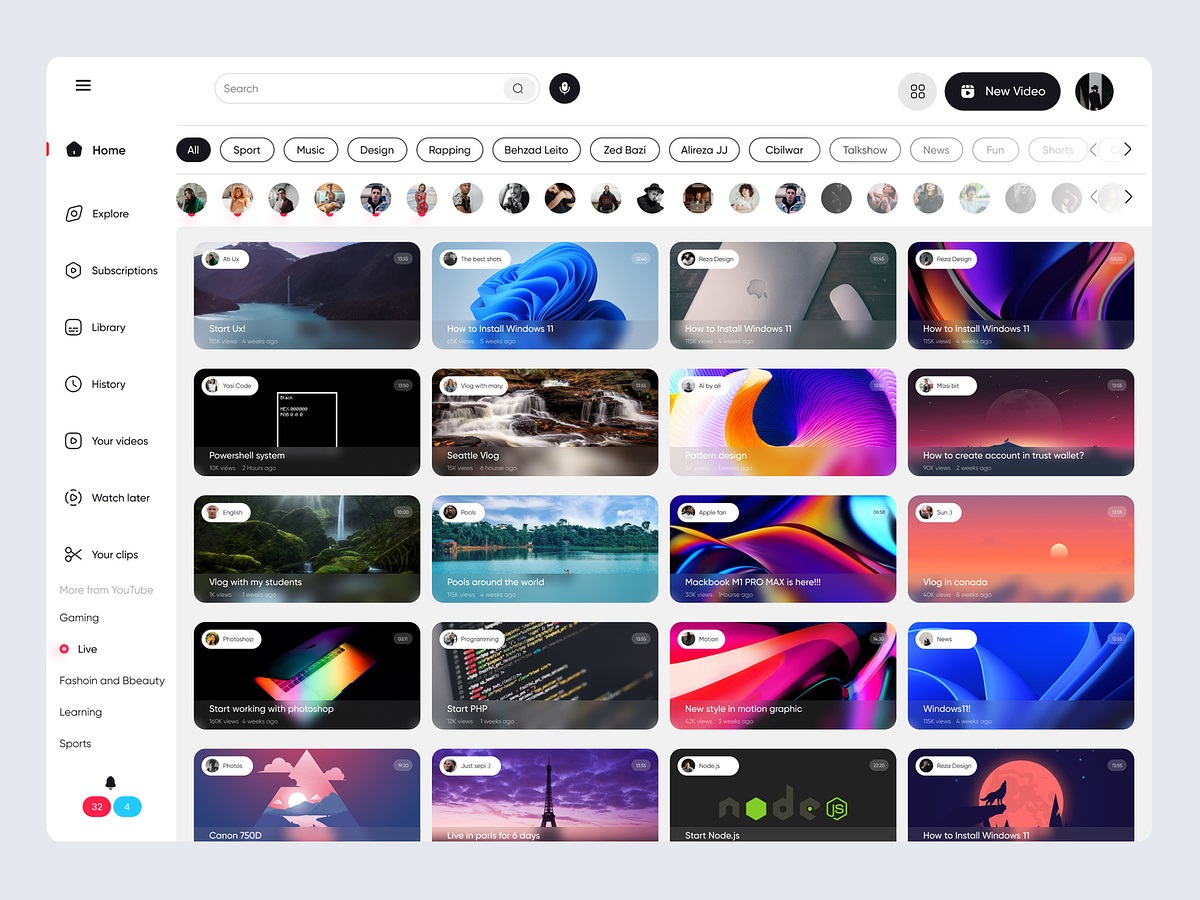 Search
New Video
Home
Explore
Subscriptions
Library
History
Your videos
Watch later
Your clips
More from YouTube
Gaming
Live
Fashoin and Bbeauty
Learning
Sports
32 4
All Sport Music Design Rapping Behzad Leito Zed Bazi Alireza JJ Cbilwar Talkshow News Fun Shorts
Ati Ux 13:55
Start Ux!
115K views 4 weeks ago
The best shots 10:40
How to Install Windows 11
65K views 5 weeks ago
Reza Design 10:45
How to Install Windows 11
115K views 4 weeks ago
Reza Design 00:20
How to Install Windows 11
115K views 4 weeks ago
Yasi Code 13:50
Black
HEX:000000
RGB 0 0 0
Powershell system
10K views 2 Hours ago
Vlog with mary 13:55
Seattle Vlog
15K views 6 hourse ago
Ai by ali 13:55
Pattern design
Masi bit 13:55
How to create account in trust wallet?
90K views 2 weeks ago
English 10:00
Vlog with my students
1K views 1 weeks ago
Pools
Pools around the world
115K views 4 weeks ago
Apple fan 06:58
Mackbook M1 PRO MAX is here!!!
30K views 1Hourse ago
Sun :) 13:55
Vlog in canada
40K views 8 weeks ago
Photoshop 03:11
Start working with photoshop
160K views 4 weeks ago
Programming 13:55
Start PHP
12K views 1 weeks ago
Motion 14:30
New style in motion graphic
42K views 3 weeks ago
News 13:55
Windows11!
115K views 4 weeks ago
Photos 19:20
Canon 750D
Just sepi :) 13:55
Live in paris for 6 days
Node.js 22:20
node JS
Start Node.js
Reza Design 13:55
How to Install Windows 11